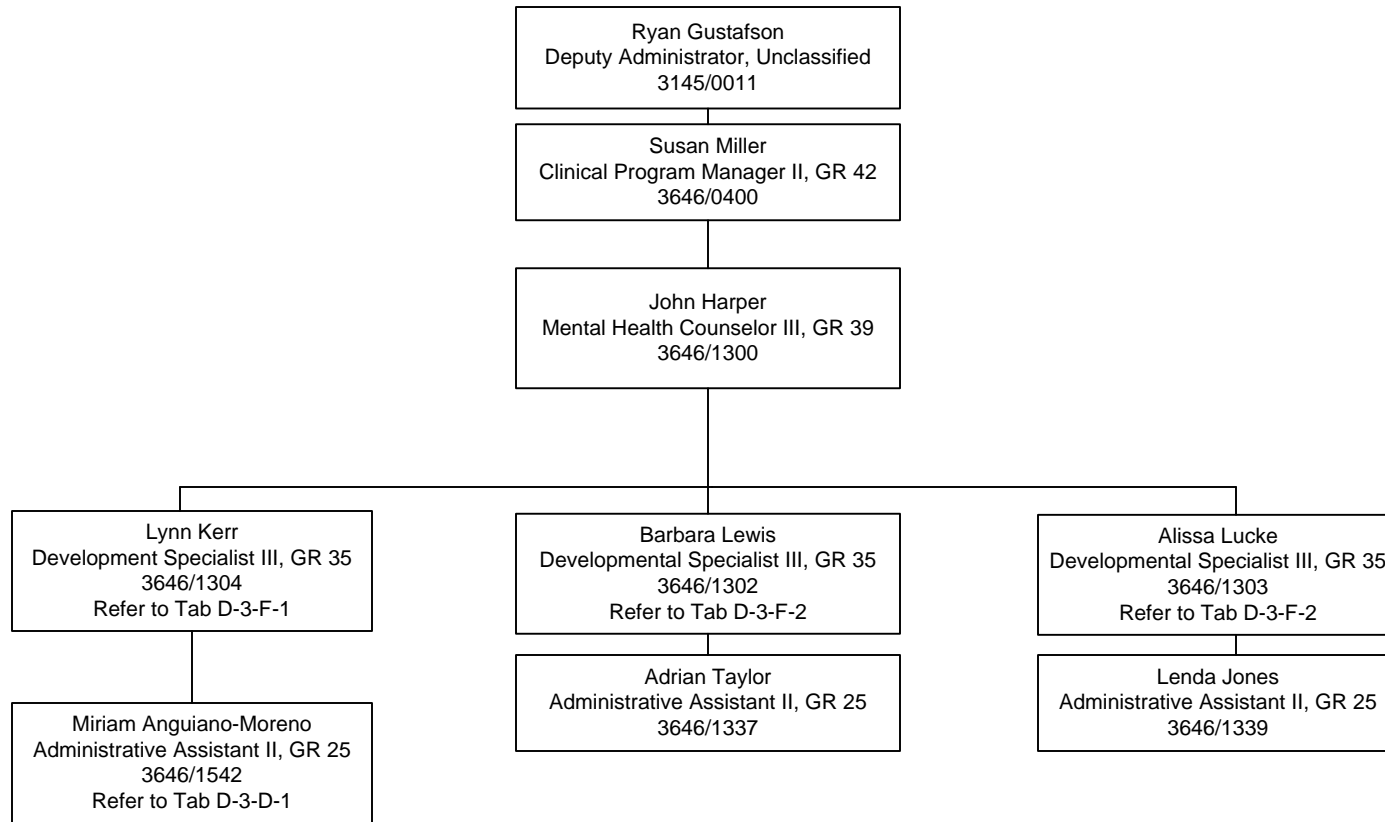 Ryan Gustafson
Deputy Administrator, Unclassified
3145/0011
Susan Miller
Clinical Program Manager II, GR 42
3646/0400
John Harper
Mental Health Counselor III, GR 39
3646/1300
Lynn Kerr
Development Specialist III, GR 35
3646/1304
Refer to Tab D-3-F-1
Barbara Lewis
Developmental Specialist III, GR 35
3646/1302
Refer to Tab D-3-F-2
Alissa Lucke
Developmental Specialist III, GR 35
3646/1303
Refer to Tab D-3-F-2
Miriam Anguiano-Moreno
Administrative Assistant II, GR 25
3646/1542
Refer to Tab D-3-D-1
Adrian Taylor
Administrative Assistant II, GR 25
3646/1337
Lenda Jones
Administrative Assistant II, GR 25
3646/1339